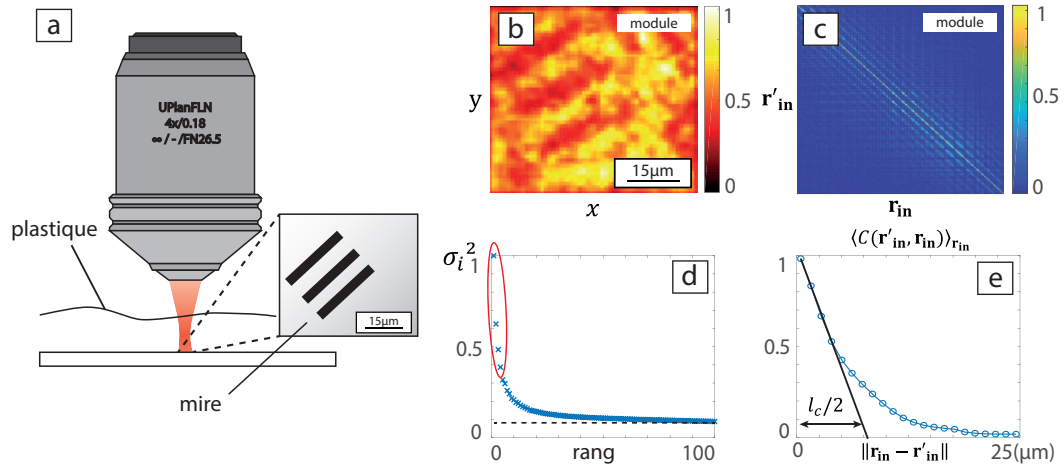 a
UPlanFLN
4x/0.18
∞/-/FN26.5
plastique
15μm
mire
b
module
1
0.5
0
y
15μm
x
c
module
1
0.5
0
r'in
rin
d
σi²
1
0.5
0
0
rang
100
e
⟨C(r'in, rin)⟩rin
1
0.5
0
lc/2
0
‖rin − r'in‖
25(μm)